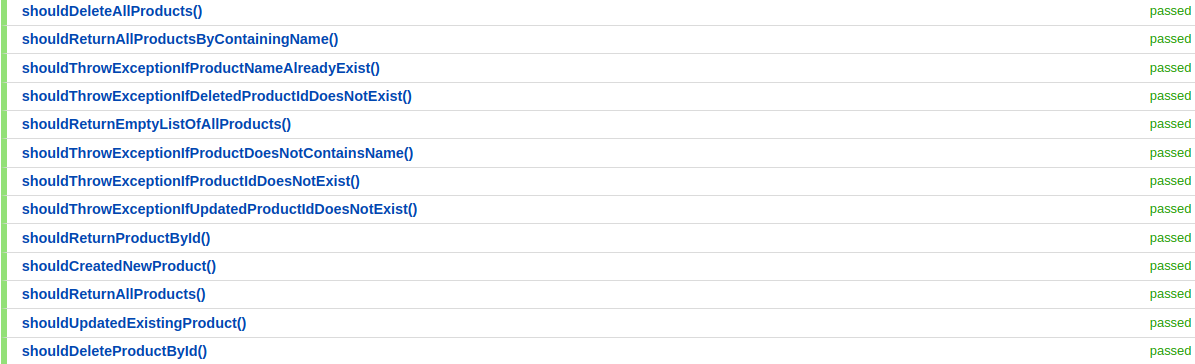 shouldDeleteAllProducts() passed
shouldReturnAllProductsByContainingName() passed
shouldThrowExceptionIfProductNameAlreadyExist() passed
shouldThrowExceptionIfDeletedProductIdDoesNotExist() passed
shouldReturnEmptyListOfAllProducts() passed
shouldThrowExceptionIfProductDoesNotContainsName() passed
shouldThrowExceptionIfProductIdDoesNotExist() passed
shouldThrowExceptionIfUpdatedProductIdDoesNotExist() passed
shouldReturnProductById() passed
shouldCreatedNewProduct() passed
shouldReturnAllProducts() passed
shouldUpdatedExistingProduct() passed
shouldDeleteProductById() passed